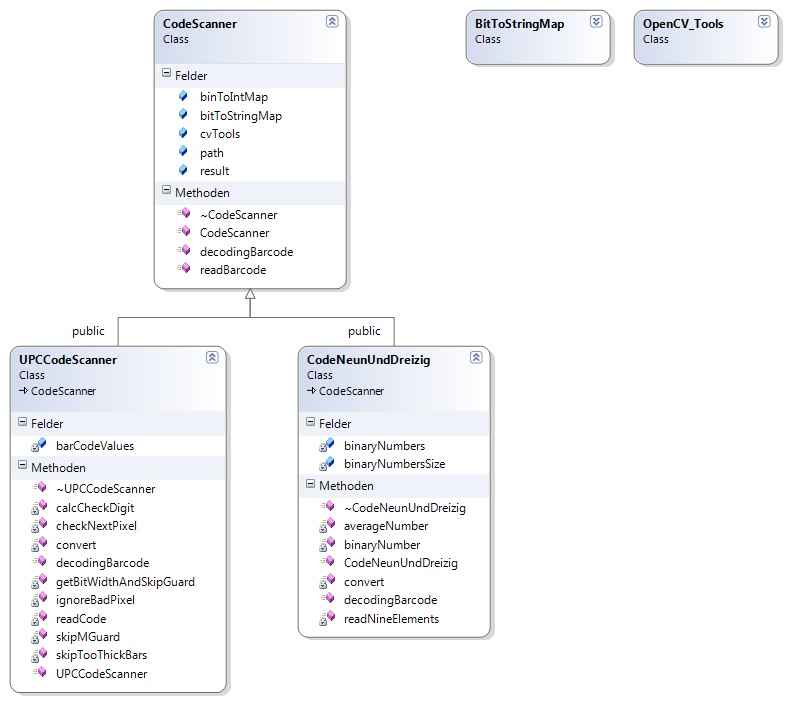 CodeScanner
Class
Felder
binToIntMap
bitToStringMap
cvTools
path
result
Methoden
~CodeScanner
CodeScanner
decodingBarcode
readBarcode
BitToStringMap
Class
OpenCV_Tools
Class
public
public
UPCCodeScanner
Class
CodeScanner
Felder
barCodeValues
Methoden
~UPCCodeScanner
calcCheckDigit
checkNextPixel
convert
decodingBarcode
getBitWidthAndSkipGuard
ignoreBadPixel
readCode
skipMGuard
skipTooThickBars
UPCCodeScanner
CodeNeunUndDreizig
Class
CodeScanner
Felder
binaryNumbers
binaryNumbersSize
Methoden
~CodeNeunUndDreizig
averageNumber
binaryNumber
CodeNeunUndDreizig
convert
decodingBarcode
readNineElements